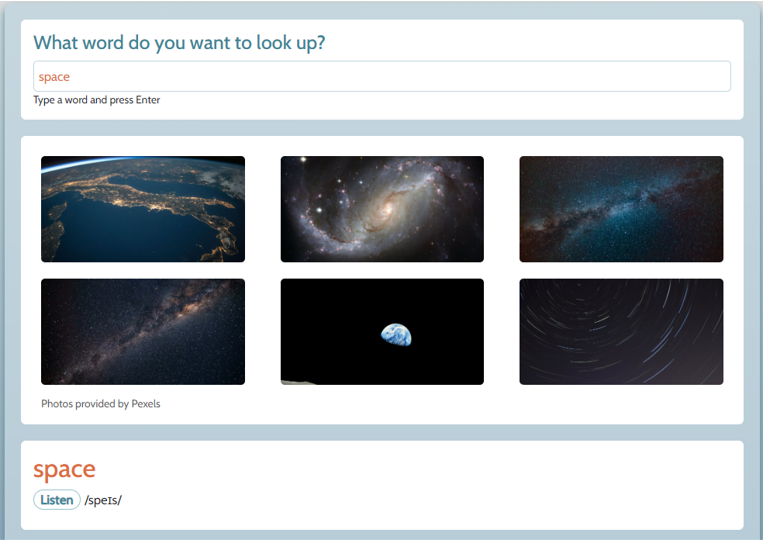 What word do you want to look up?
space
Type a word and press Enter
Photos provided by Pexels
space
Listen /speɪs/